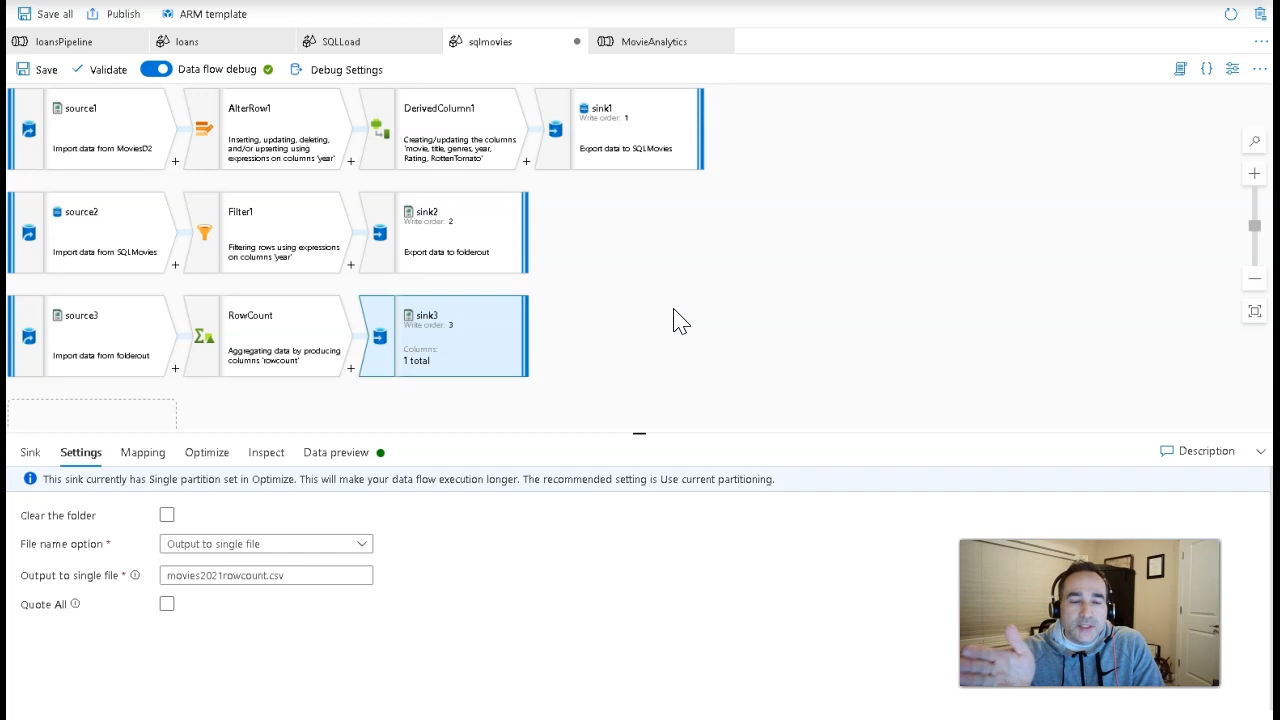 Save all Publish ARM template
loansPipeline loans SQLLoad sqlmovies MovieAnalytics
Save Validate Data flow debug Debug Settings
source1 AlterRow1 DerivedColumn1 sink1
Write order: 1
Import data from MoviesD2
Inserting, updating, deleting,
and/or upserting using
expressions on columns 'year'
Creating/updating the columns
'movie, title, genres, year,
Rating, RottenTomato'
Export data to SQLMovies
source2 Filter1 sink2
Write order: 2
Import data from SQLMovies
Filtering rows using expressions
on columns 'year'
Export data to folderout
source3 RowCount sink3
Write order: 3
Import data from folderout
Aggregating data by producing
columns 'rowcount'
Columns:
1 total
Sink Settings Mapping Optimize Inspect Data preview Description
This sink currently has Single partition set in Optimize. This will make your data flow execution longer. The recommended setting is Use current partitioning.
Clear the folder
File name option * Output to single file
Output to single file * movies2021rowcount.csv
Quote All